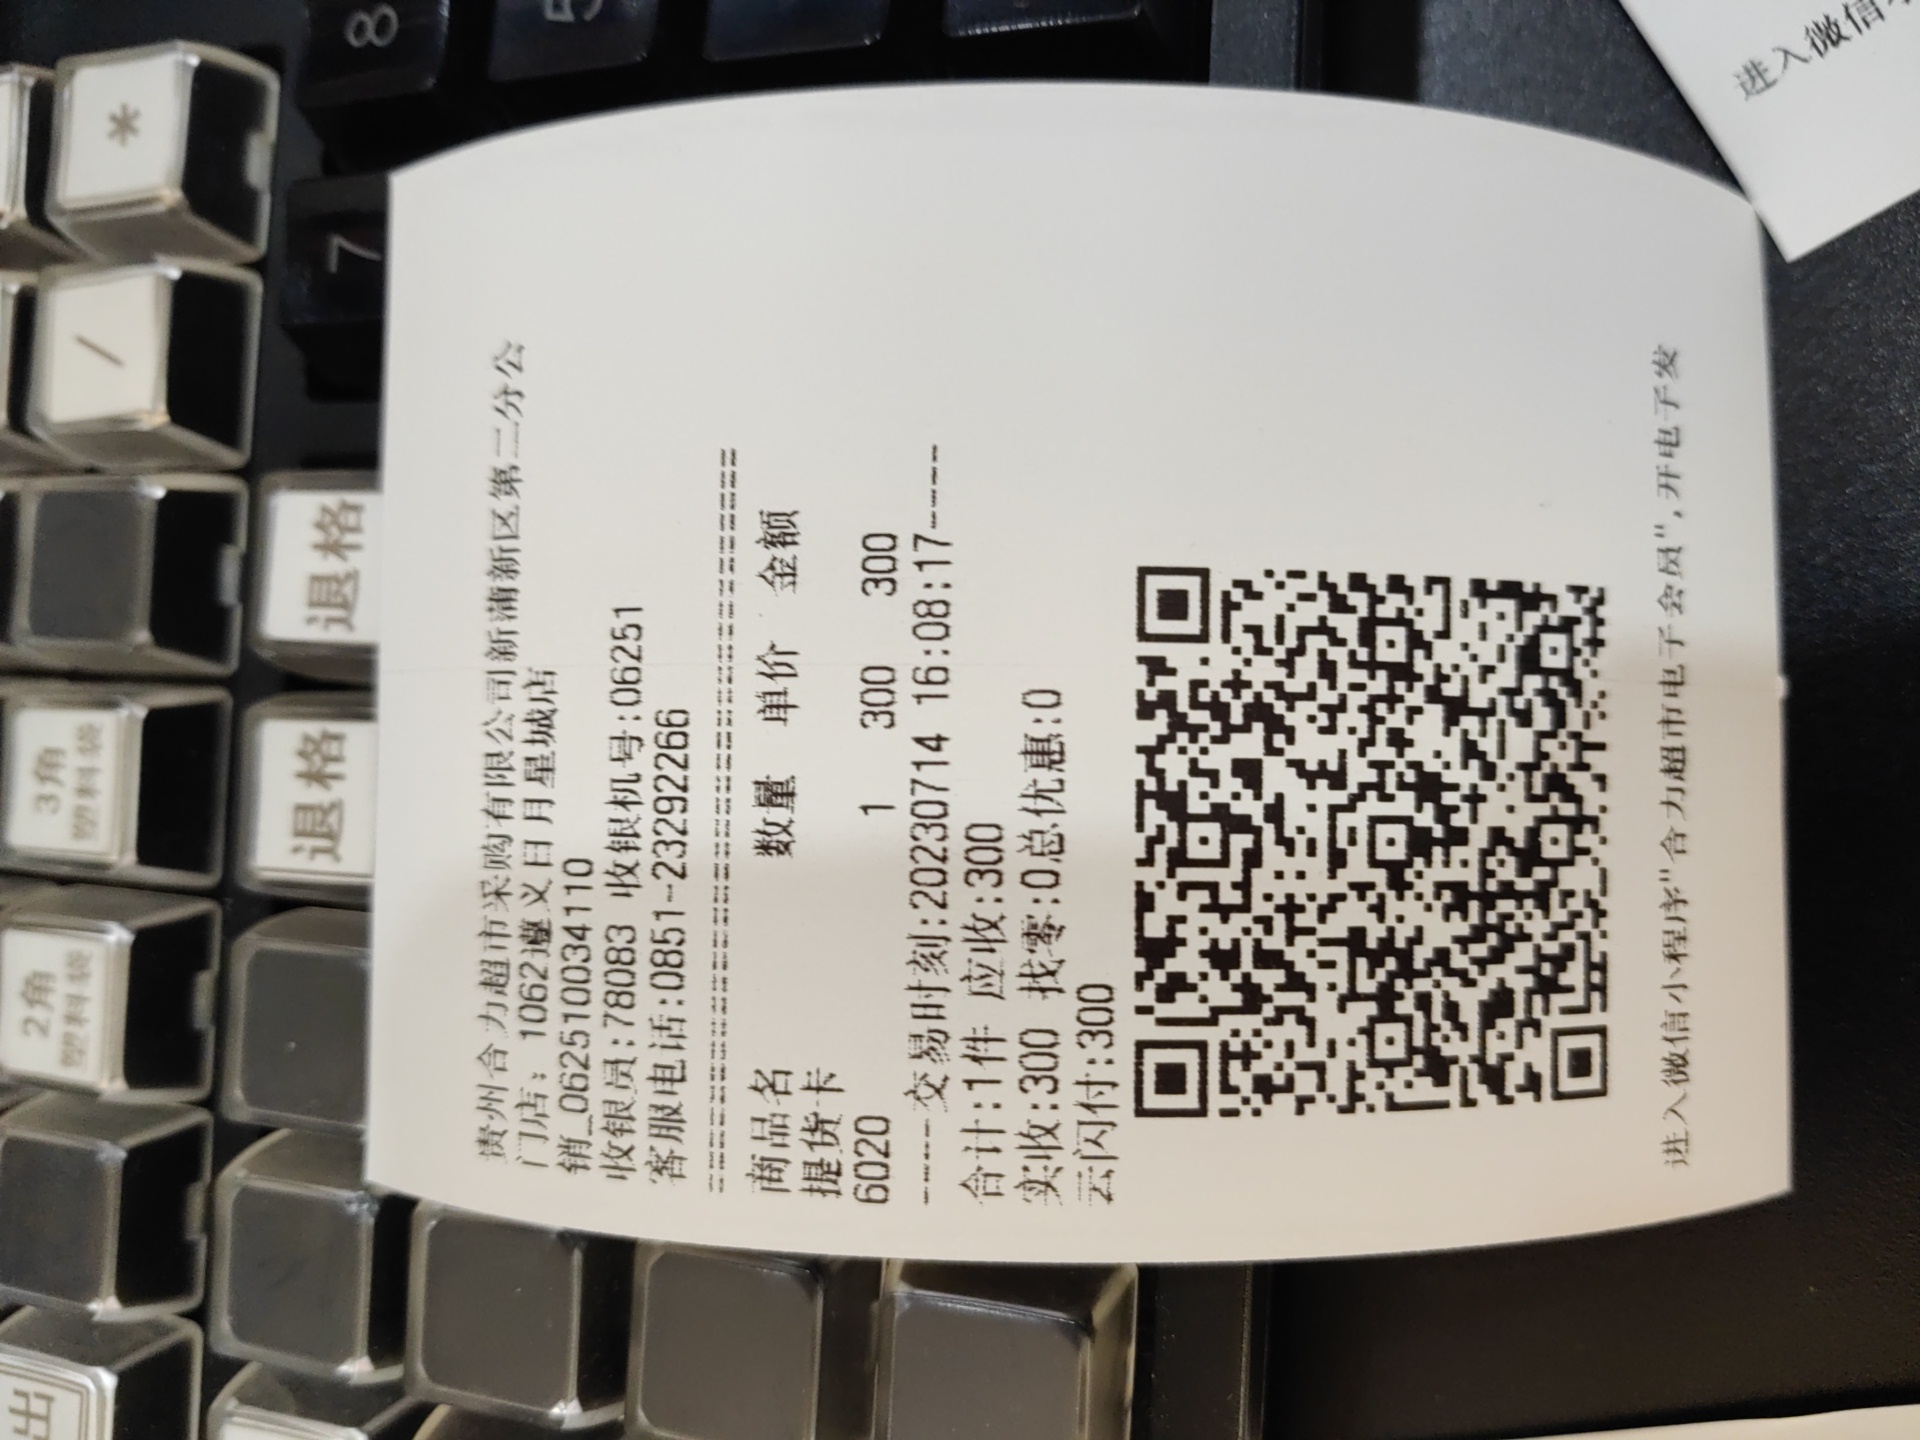 贵州合力超市采购有限公司新蒲新区第二分公
门店：1062遵义日月星城店
销_062510034110
收银员:78083 收银机号:06251
客服电话:0851-23292266
商品名 数量 单价 金额
提货卡
6020 1 300 300
-----交易时刻:20230714 16:08:17----
合计:1件 应收:300
实收:300 找零:0总优惠:0
云闪付:300
进入微信小程序"合力超市电子会员",开电子发
进入微信
8
7
*
/
退格
退格
3角
塑料袋
2角
塑料袋
出